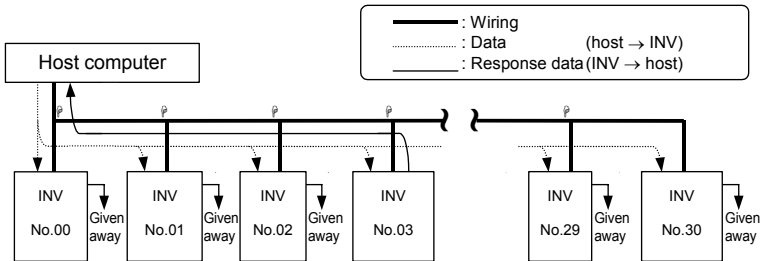 : Wiring
: Data (host → INV)
: Response data (INV → host)
Host computer
INV
No.00
Given
away
INV
No.01
Given
away
INV
No.02
Given
away
INV
No.03
INV
No.29
Given
away
INV
No.30
Given
away